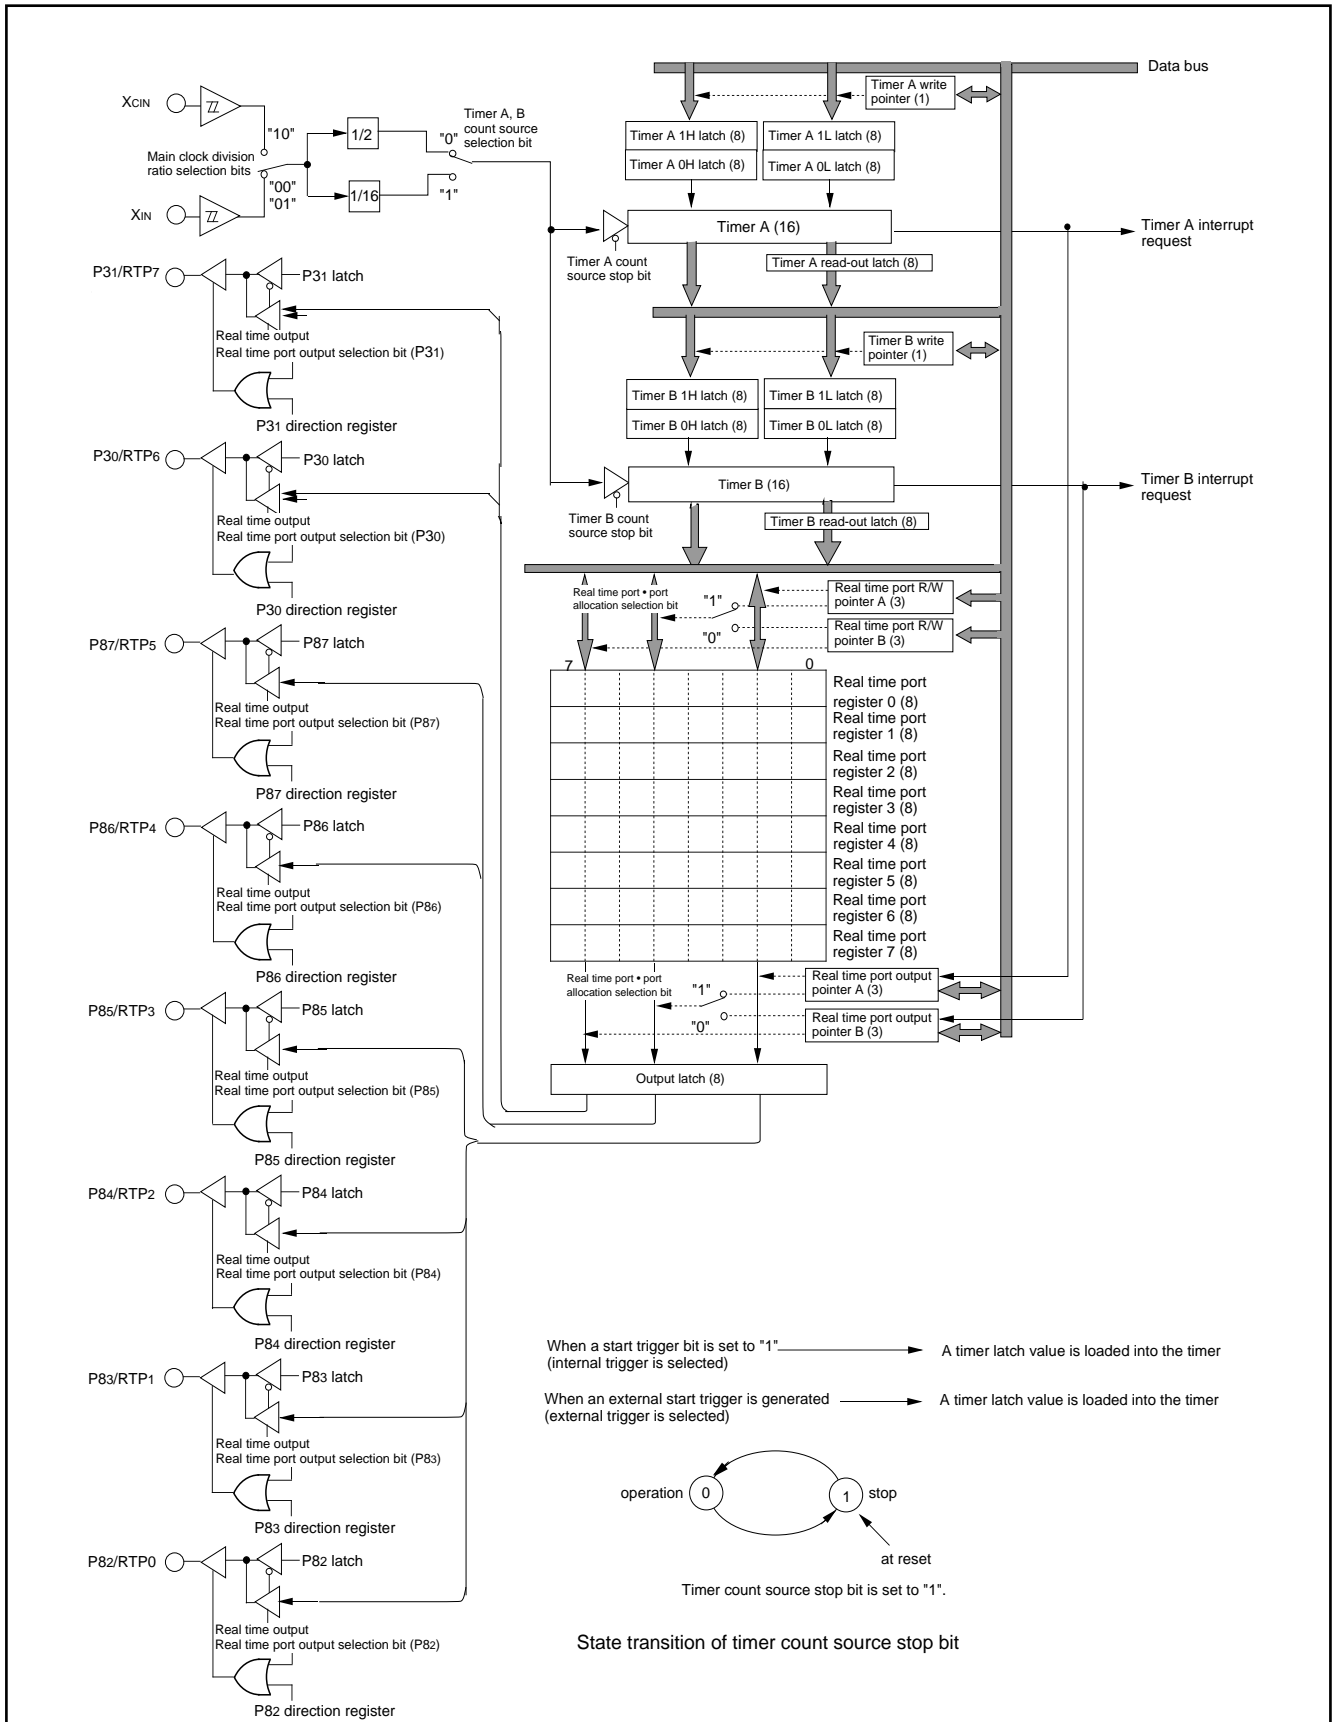 Data bus
XCIN
"10"
Main clock division
ratio selection bits
"00"
"01"
XIN
1/2
1/16
Timer A, B
count source
selection bit
"0"
"1"
Timer A write
pointer (1)
Timer A 1H latch (8)
Timer A 1L latch (8)
Timer A 0H latch (8)
Timer A 0L latch (8)
Timer A (16)
Timer A interrupt
request
Timer A count
source stop bit
Timer A read-out latch (8)
Timer B write
pointer (1)
Timer B 1H latch (8)
Timer B 1L latch (8)
Timer B 0H latch (8)
Timer B 0L latch (8)
Timer B (16)
Timer B interrupt
request
Timer B count
source stop bit
Timer B read-out latch (8)
Real time port • port
allocation selection bit
"1"
"0"
Real time port R/W
pointer A (3)
Real time port R/W
pointer B (3)
7
0
Real time port
register 0 (8)
Real time port
register 1 (8)
Real time port
register 2 (8)
Real time port
register 3 (8)
Real time port
register 4 (8)
Real time port
register 5 (8)
Real time port
register 6 (8)
Real time port
register 7 (8)
Real time port • port
allocation selection bit
"1"
"0"
Real time port output
pointer A (3)
Real time port output
pointer B (3)
Output latch (8)
P31/RTP7
P31 latch
Real time output
Real time port output selection bit (P31)
P31 direction register
P30/RTP6
P30 latch
Real time output
Real time port output selection bit (P30)
P30 direction register
P87/RTP5
P87 latch
Real time output
Real time port output selection bit (P87)
P87 direction register
P86/RTP4
P86 latch
Real time output
Real time port output selection bit (P86)
P86 direction register
P85/RTP3
P85 latch
Real time output
Real time port output selection bit (P85)
P85 direction register
P84/RTP2
P84 latch
Real time output
Real time port output selection bit (P84)
P84 direction register
P83/RTP1
P83 latch
Real time output
Real time port output selection bit (P83)
P83 direction register
P82/RTP0
P82 latch
Real time output
Real time port output selection bit (P82)
P82 direction register
When a start trigger bit is set to "1"
(internal trigger is selected)
A timer latch value is loaded into the timer
When an external start trigger is generated
(external trigger is selected)
A timer latch value is loaded into the timer
operation
0
1
stop
at reset
Timer count source stop bit is set to "1".
State transition of timer count source stop bit